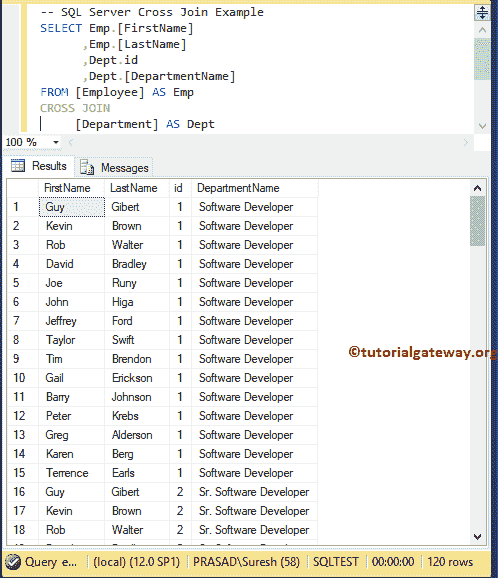 -- SQL Server Cross Join Example
SELECT Emp.[FirstName]
,Emp.[LastName]
,Dept.id
,Dept.[DepartmentName]
FROM [Employee] AS Emp
CROSS JOIN
[Department] AS Dept
100 %
Results Messages
FirstName LastName id DepartmentName
1 Guy Gibert 1 Software Developer
2 Kevin Brown 1 Software Developer
3 Rob Walter 1 Software Developer
4 David Bradley 1 Software Developer
5 Joe Runy 1 Software Developer
6 John Higa 1 Software Developer
7 Jeffrey Ford 1 Software Developer
8 Taylor Swift 1 Software Developer
9 Tim Brendon 1 Software Developer
10 Gail Erickson 1 Software Developer
11 Barry Johnson 1 Software Developer
12 Peter Krebs 1 Software Developer
13 Greg Alderson 1 Software Developer
14 Karen Berg 1 Software Developer
15 Terrence Earls 1 Software Developer
16 Guy Gibert 2 Sr. Software Developer
17 Kevin Brown 2 Sr. Software Developer
18 Rob Walter 2 Sr. Software Developer
©tutorialgateway.org
Query e... (local) (12.0 SP1) PRASAD\Suresh (58) SQLTEST 00:00:00 120 rows